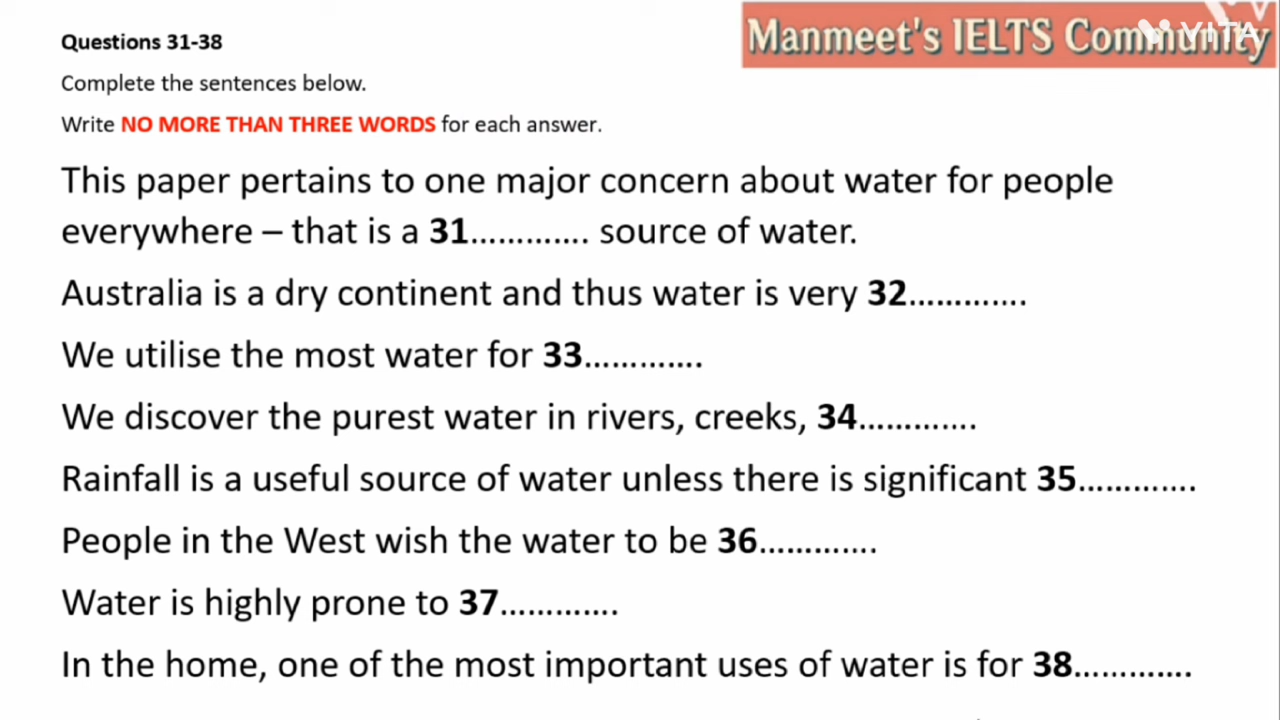 Questions 31-38
Manmeet's IELTS Community
VITA
Complete the sentences below.
Write NO MORE THAN THREE WORDS for each answer.
This paper pertains to one major concern about water for people
everywhere – that is a 31............. source of water.
Australia is a dry continent and thus water is very 32.............
We utilise the most water for 33.............
We discover the purest water in rivers, creeks, 34.............
Rainfall is a useful source of water unless there is significant 35.............
People in the West wish the water to be 36.............
Water is highly prone to 37.............
In the home, one of the most important uses of water is for 38.............